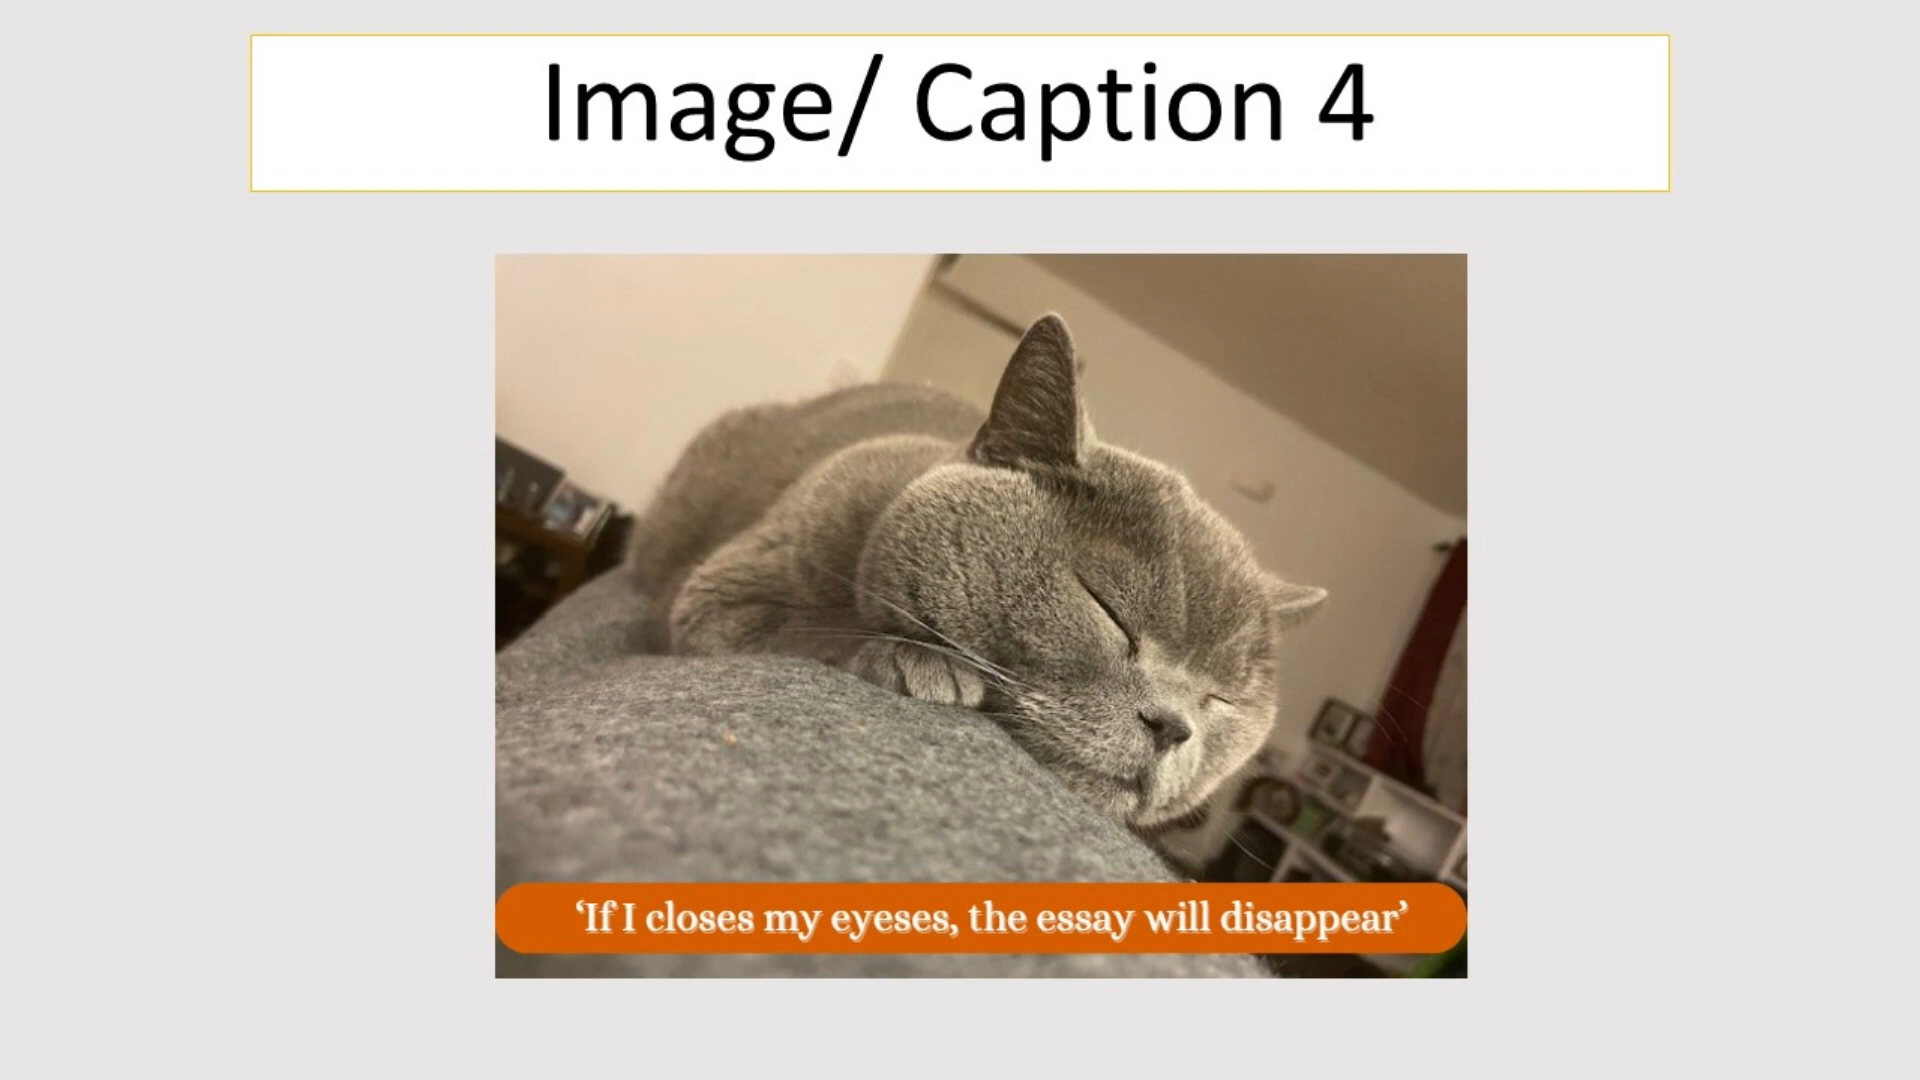 Image/ Caption 4
‘If I closes my eyeses, the essay will disappear’